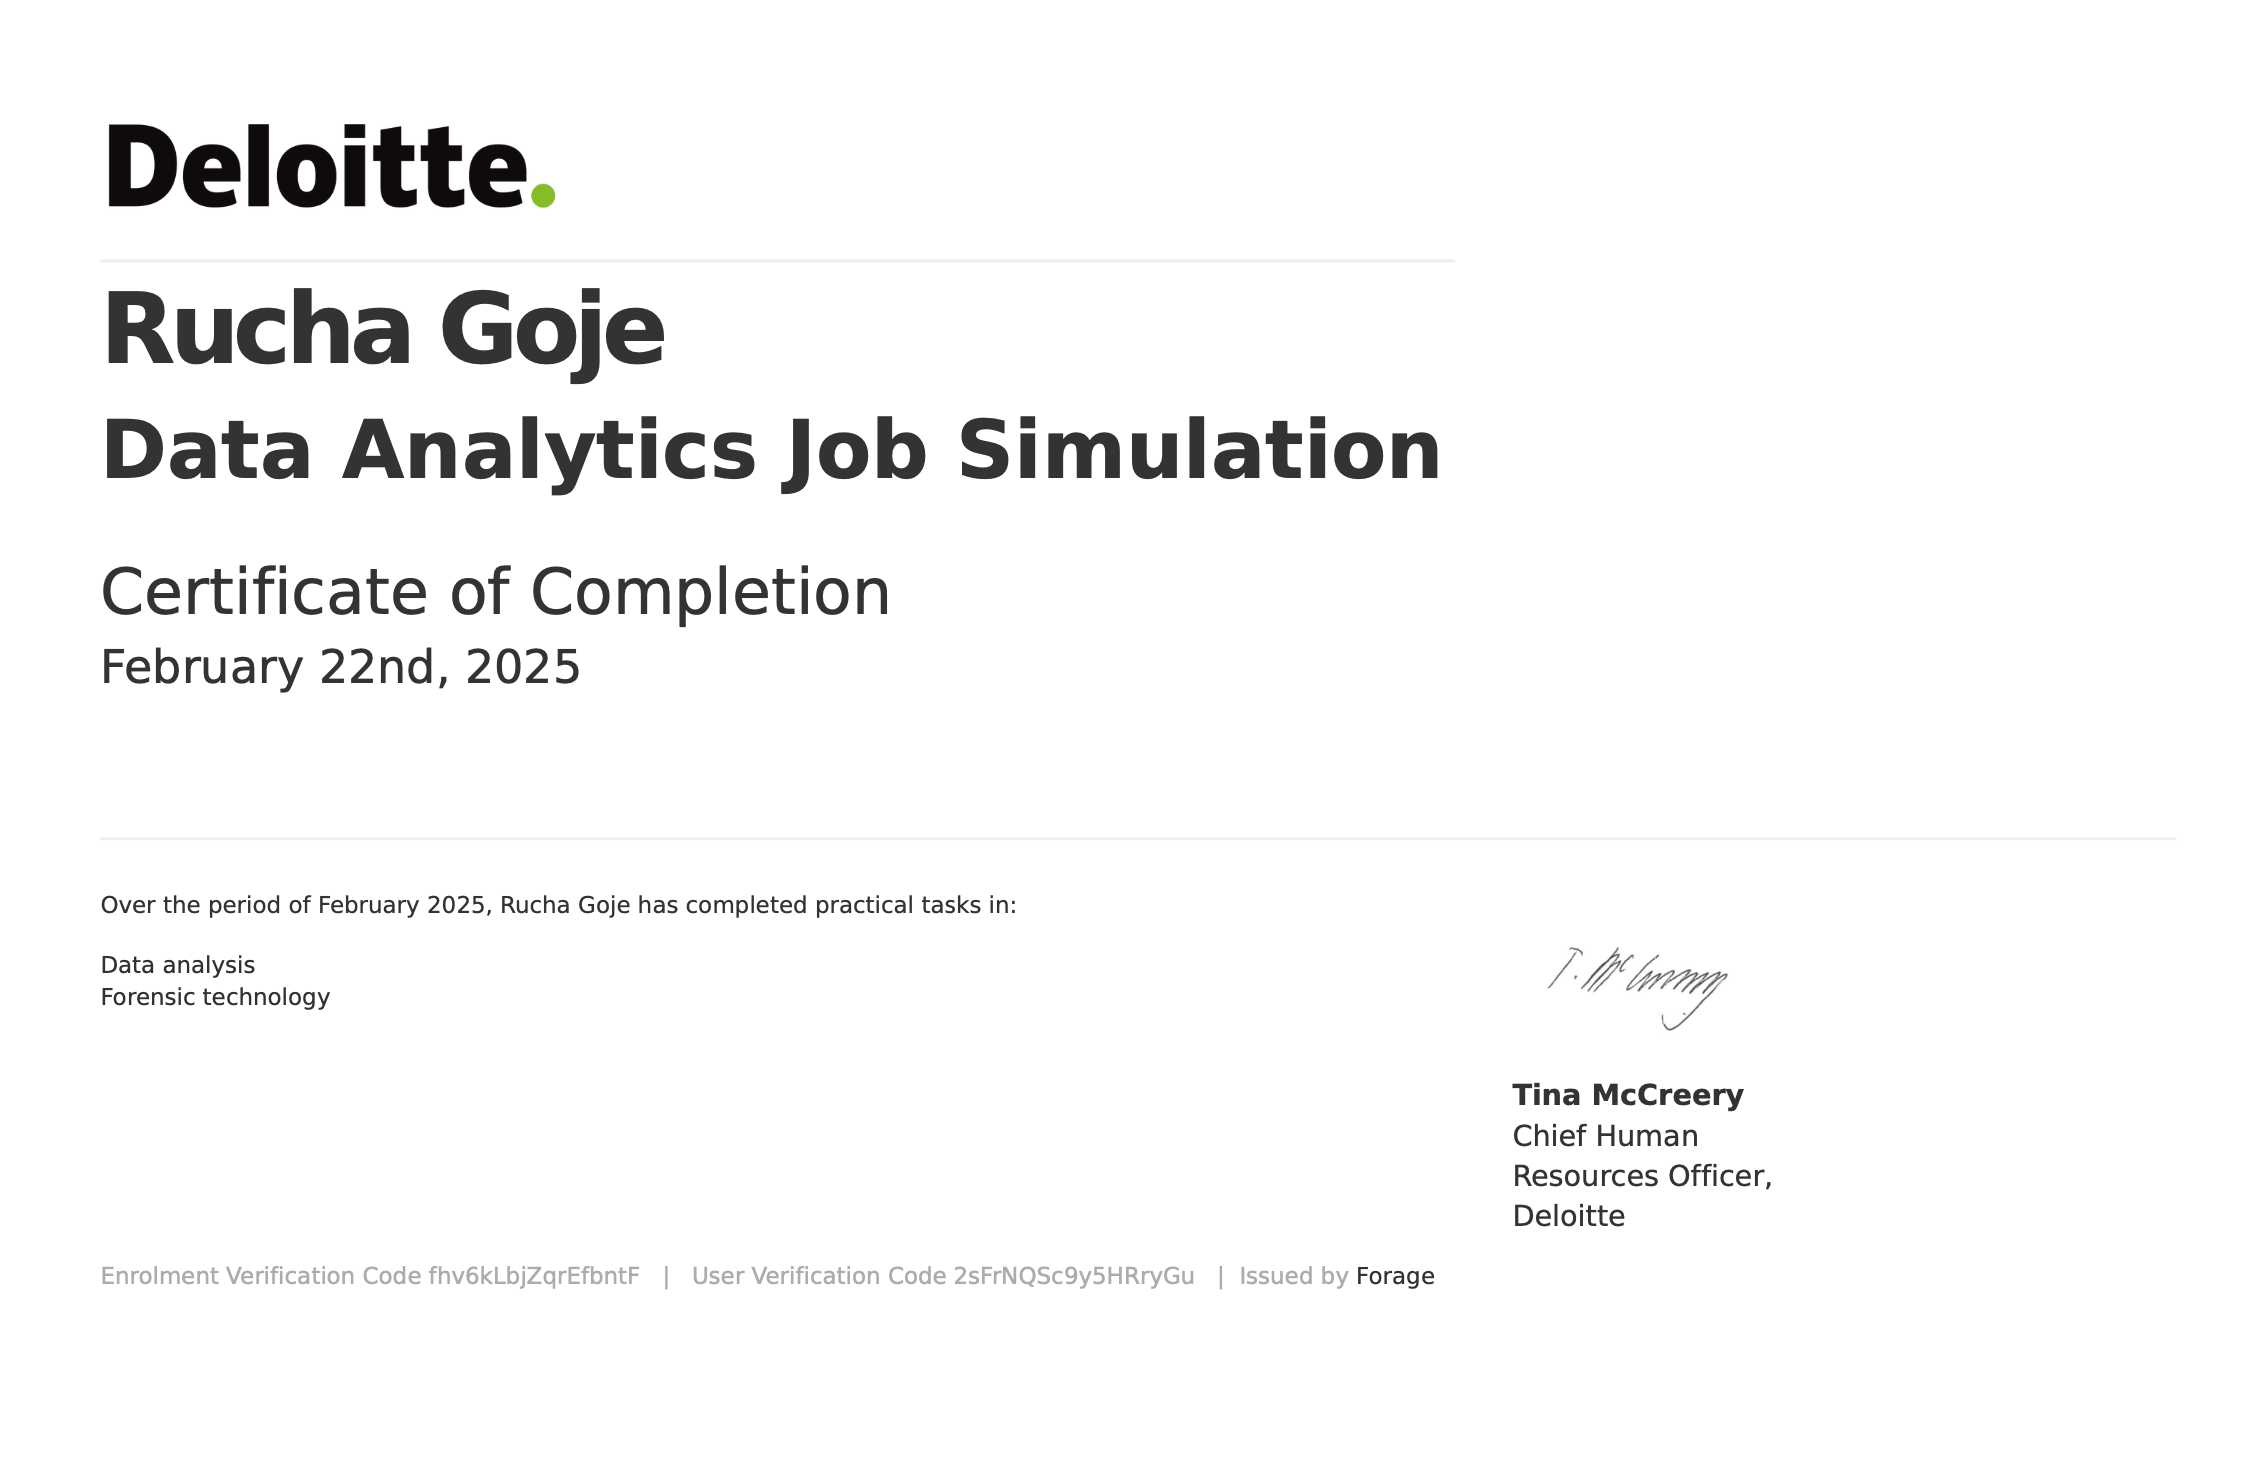 Deloitte.
Rucha Goje
Data Analytics Job Simulation
Certificate of Completion
February 22nd, 2025
Over the period of February 2025, Rucha Goje has completed practical tasks in:
Data analysis
Forensic technology
T. McCreery
Tina McCreery
Chief Human
Resources Officer,
Deloitte
Enrolment Verification Code fhv6kLbjZqrEfbntF | User Verification Code 2sFrNQSc9y5HRryGu | Issued by Forage